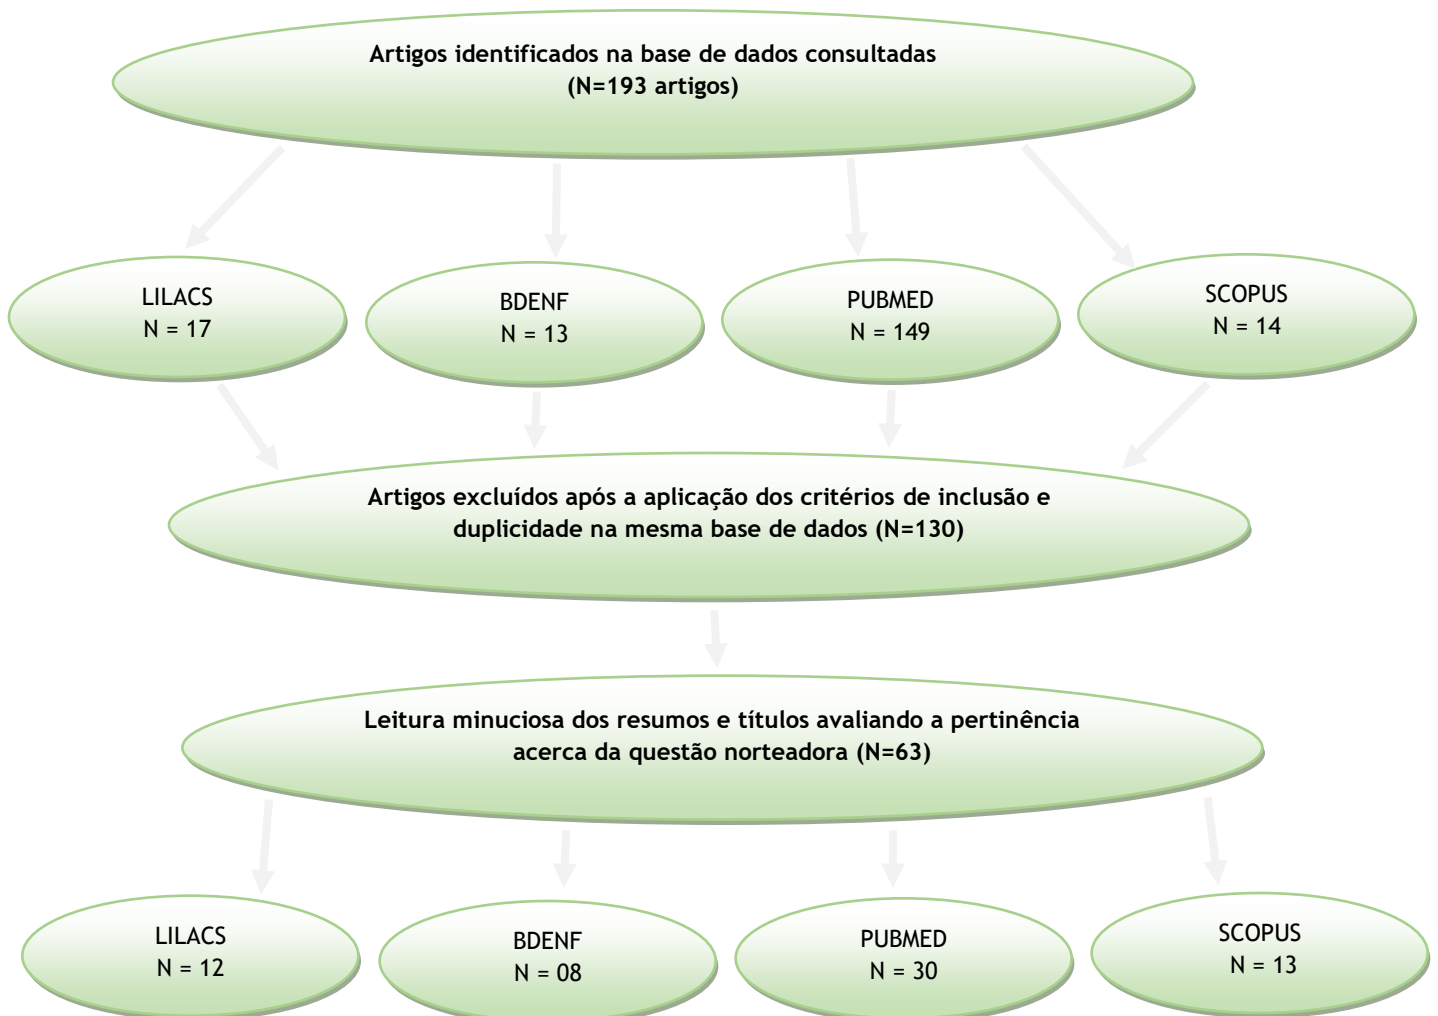 Artigos identificados na base de dados consultadas
(N=193 artigos)
LILACS
N = 17
BDENF
N = 13
PUBMED
N = 149
SCOPUS
N = 14
Artigos excluídos após a aplicação dos critérios de inclusão e
duplicidade na mesma base de dados (N=130)
Leitura minuciosa dos resumos e títulos avaliando a pertinência
acerca da questão norteadora (N=63)
LILACS
N = 12
BDENF
N = 08
PUBMED
N = 30
SCOPUS
N = 13